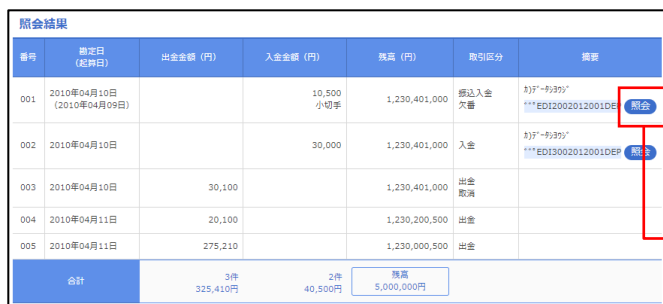 照会結果
番号 勘定日 出金金額（円） 入金金額（円） 残高（円） 取引区分 摘要
（起算日）
001 2010年04月10日 10,500 1,230,401,000 振込入金 ｶ)ﾃﾞｰﾀｼﾖｳｼﾞ
（2010年04月09日） 小切手 欠番 ***EDI2002012001DEP 照会
002 2010年04月10日 30,000 1,230,401,000 入金 ｶ)ﾃﾞｰﾀｼﾖｳｼﾞ
***EDI3002012001DEP 照会
003 2010年04月10日 30,100 1,230,401,000 出金
取消
004 2010年04月11日 20,100 1,230,200,500 出金
005 2010年04月11日 275,210 1,230,000,500 出金
合計 3件 2件 残高
325,410円 40,500円 5,000,000円